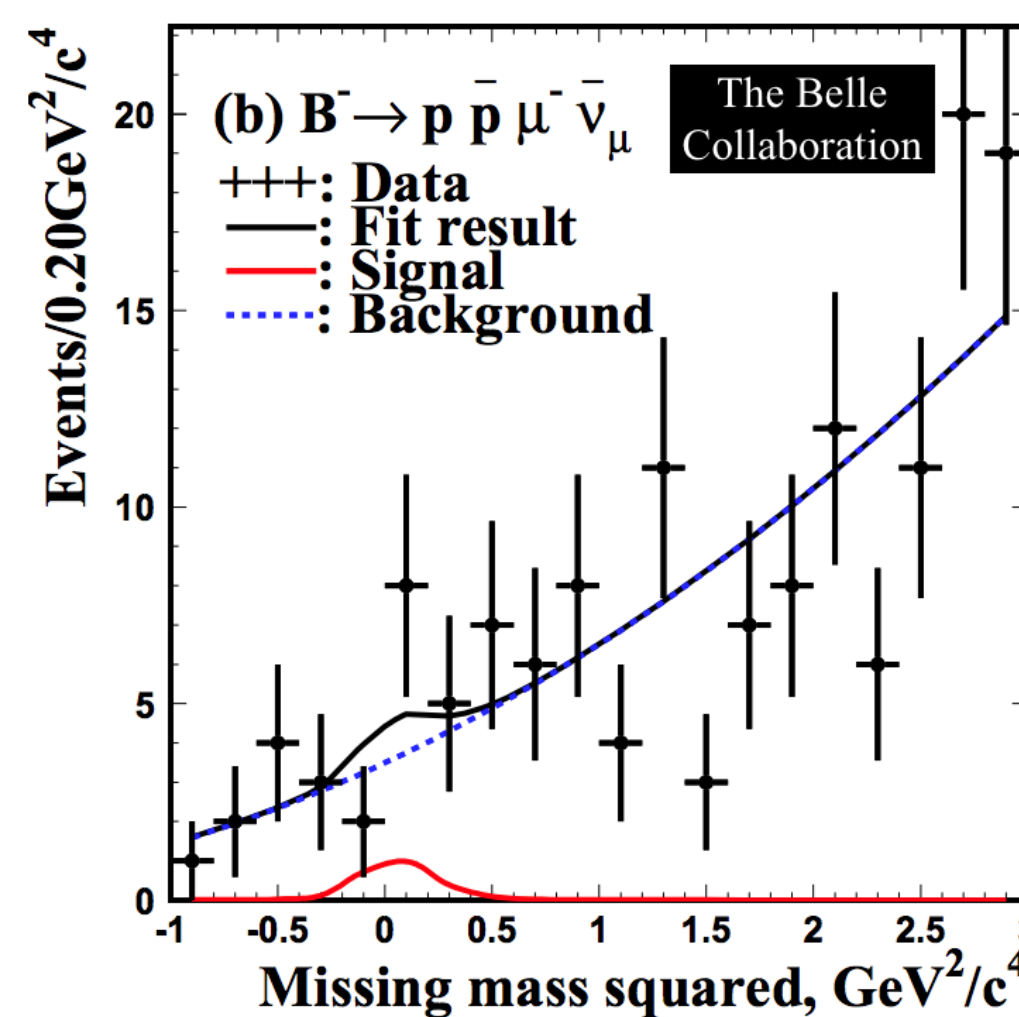 Events/0.20GeV²/c⁴
(b) B⁻ → p p̄ μ⁻ ν̄_μ
The Belle
Collaboration
+++: Data
: Fit result
: Signal
: Background
20
15
10
5
0
-1 -0.5 0 0.5 1 1.5 2 2.5
Missing mass squared, GeV²/c⁴